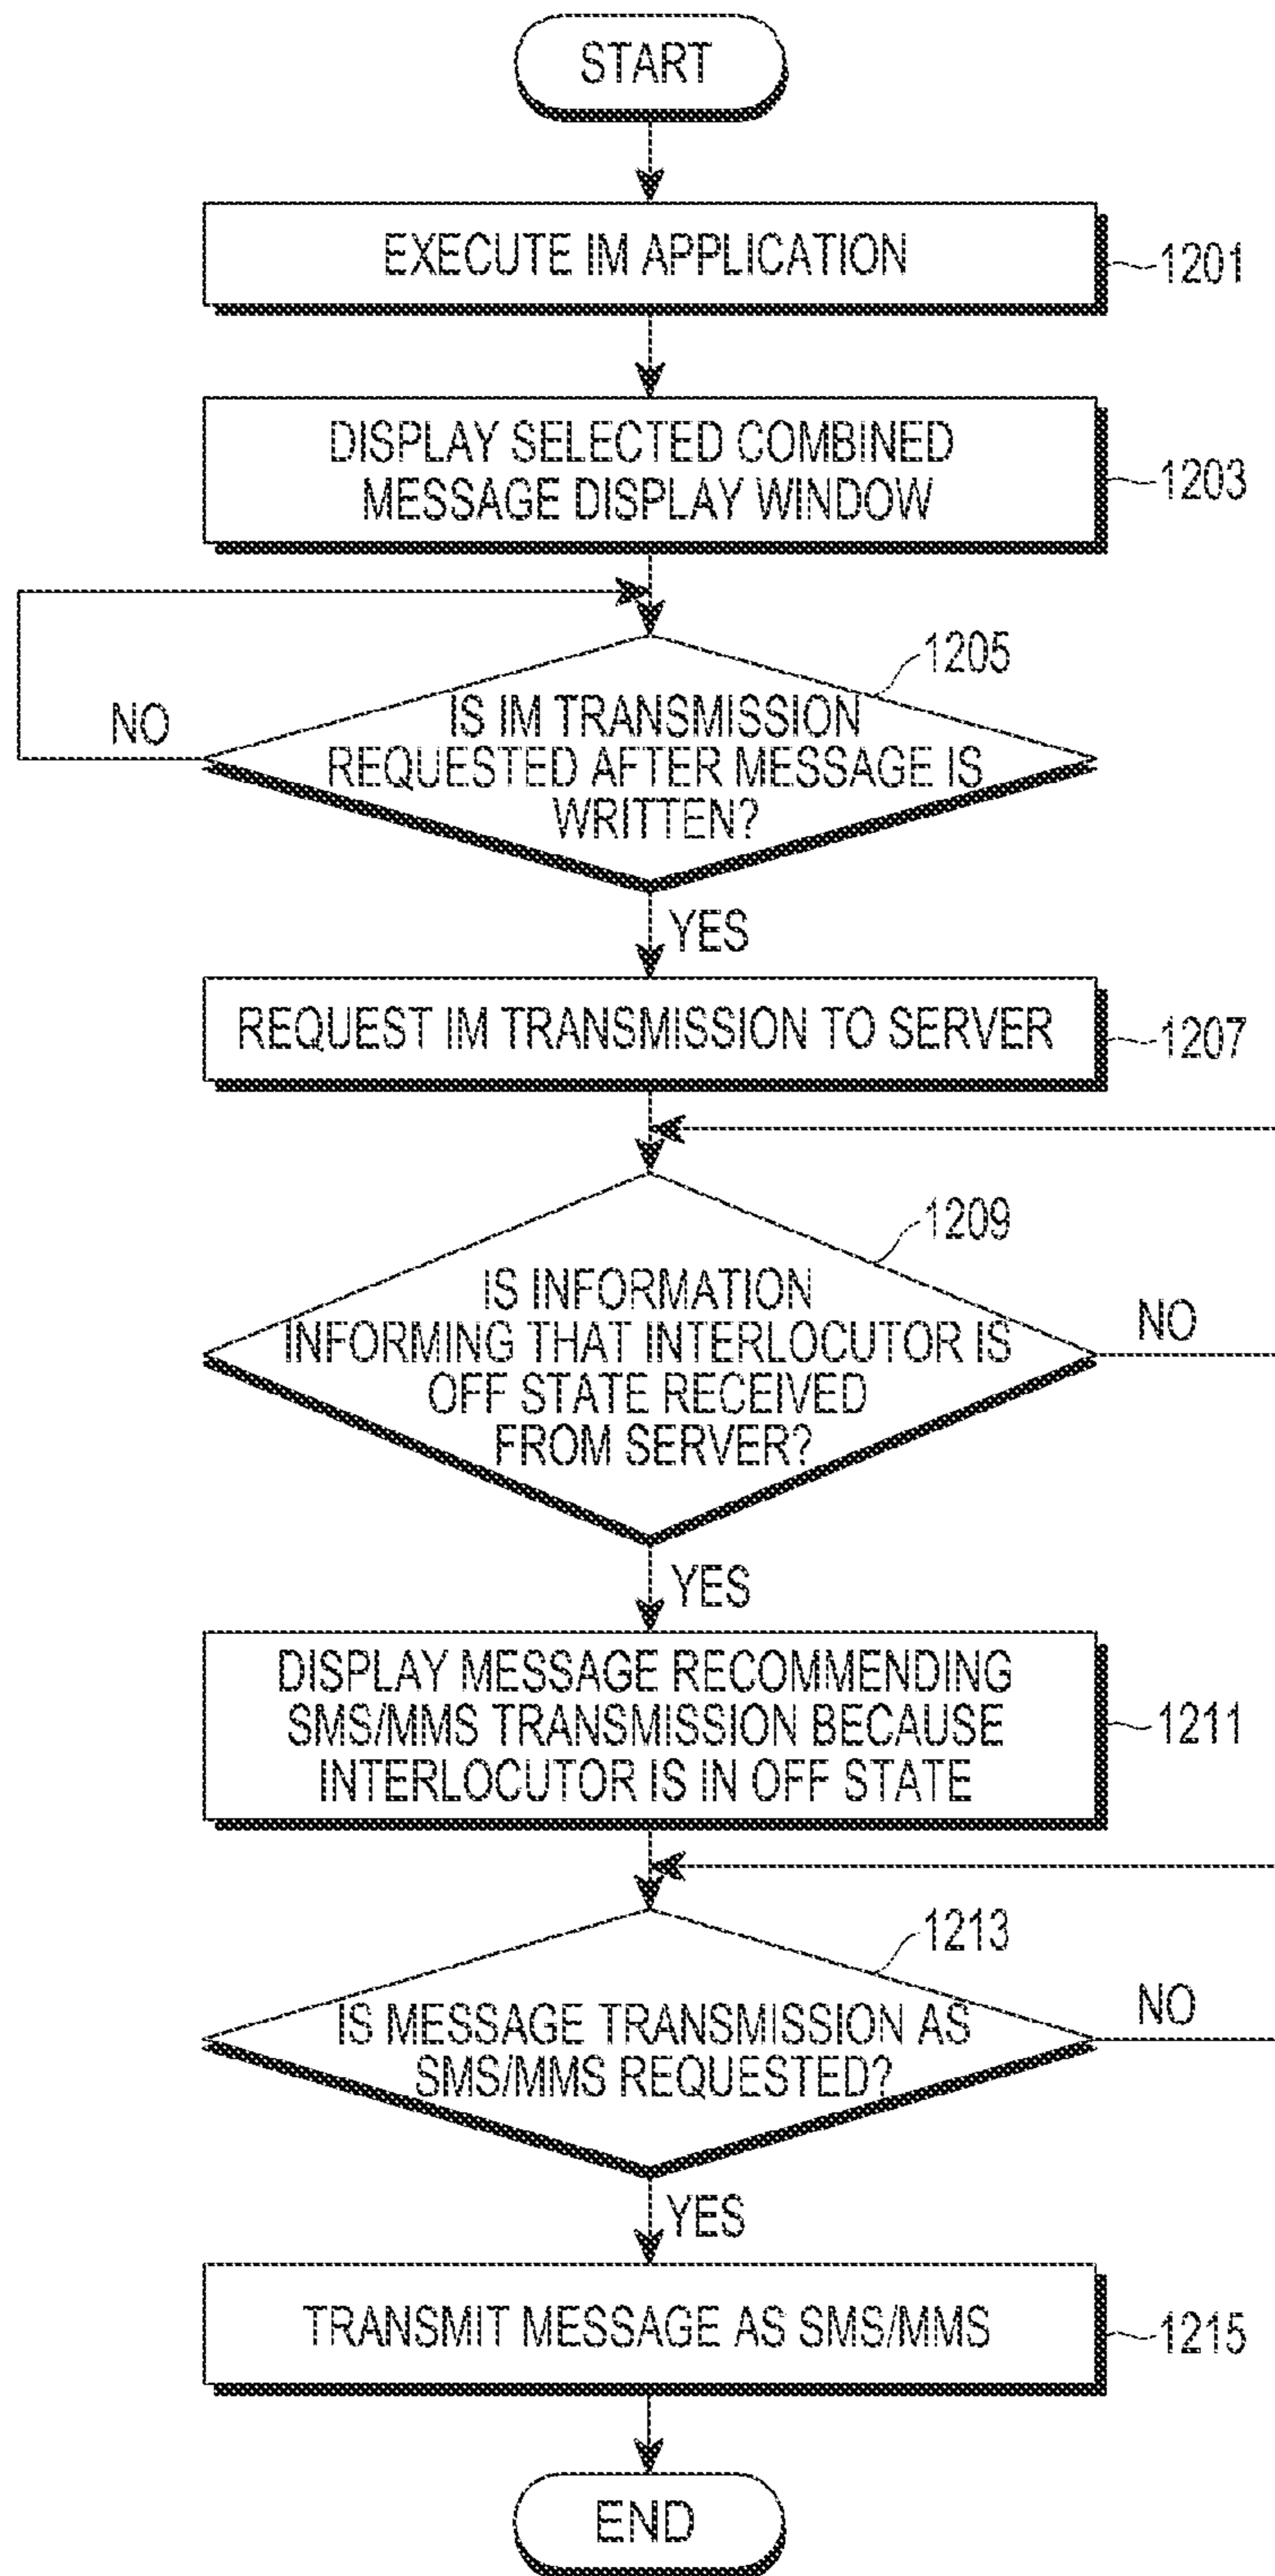 START
EXECUTE IM APPLICATION
1201
DISPLAY SELECTED COMBINED
MESSAGE DISPLAY WINDOW
1203
1205
IS IM TRANSMISSION
REQUESTED AFTER MESSAGE IS
WRITTEN?
NO
YES
REQUEST IM TRANSMISSION TO SERVER
1207
1209
IS INFORMATION
INFORMING THAT INTERLOCUTOR IS
OFF STATE RECEIVED
FROM SERVER?
NO
YES
DISPLAY MESSAGE RECOMMENDING
SMS/MMS TRANSMISSION BECAUSE
INTERLOCUTOR IS IN OFF STATE
1211
1213
IS MESSAGE TRANSMISSION AS
SMS/MMS REQUESTED?
NO
YES
TRANSMIT MESSAGE AS SMS/MMS
1215
END